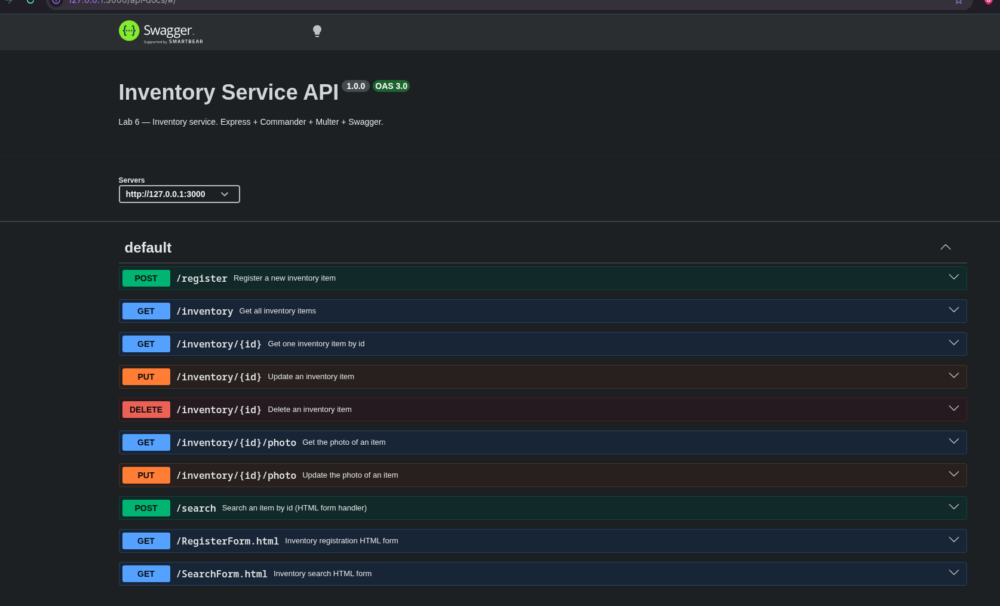 127.0.0.1:3000/api-docs/#/
Swagger
Supported by SMARTBEAR
Inventory Service API 1.0.0 OAS 3.0
Lab 6 — Inventory service. Express + Commander + Multer + Swagger.
Servers
http://127.0.0.1:3000
default
POST /register Register a new inventory item
GET /inventory Get all inventory items
GET /inventory/{id} Get one inventory item by id
PUT /inventory/{id} Update an inventory item
DELETE /inventory/{id} Delete an inventory item
GET /inventory/{id}/photo Get the photo of an item
PUT /inventory/{id}/photo Update the photo of an item
POST /search Search an item by id (HTML form handler)
GET /RegisterForm.html Inventory registration HTML form
GET /SearchForm.html Inventory search HTML form